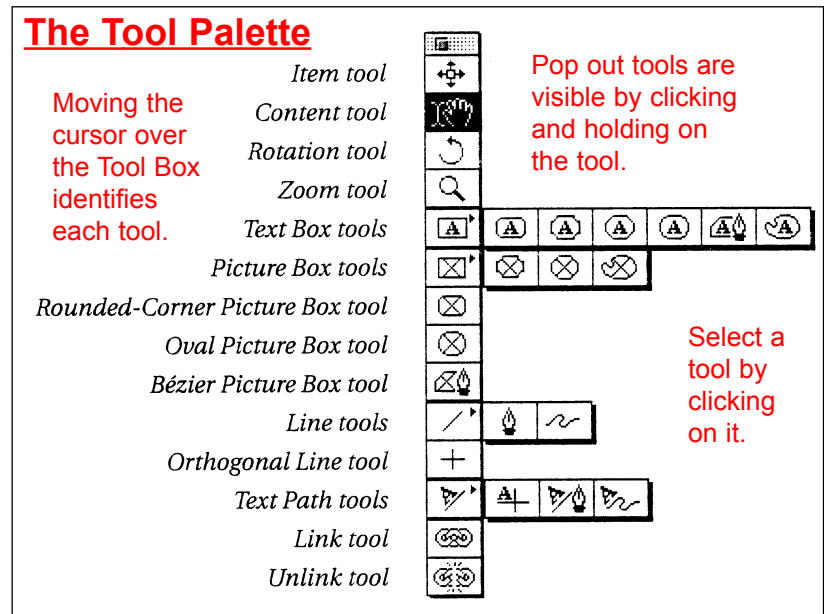 The Tool Palette
Moving the
cursor over
the Tool Box
identifies
each tool.
Item tool
Content tool
Rotation tool
Zoom tool
Text Box tools
Picture Box tools
Rounded-Corner Picture Box tool
Oval Picture Box tool
Bézier Picture Box tool
Line tools
Orthogonal Line tool
Text Path tools
Link tool
Unlink tool
A A A A A A A
A
Pop out tools are
visible by clicking
and holding on
the tool.
Select a
tool by
clicking
on it.